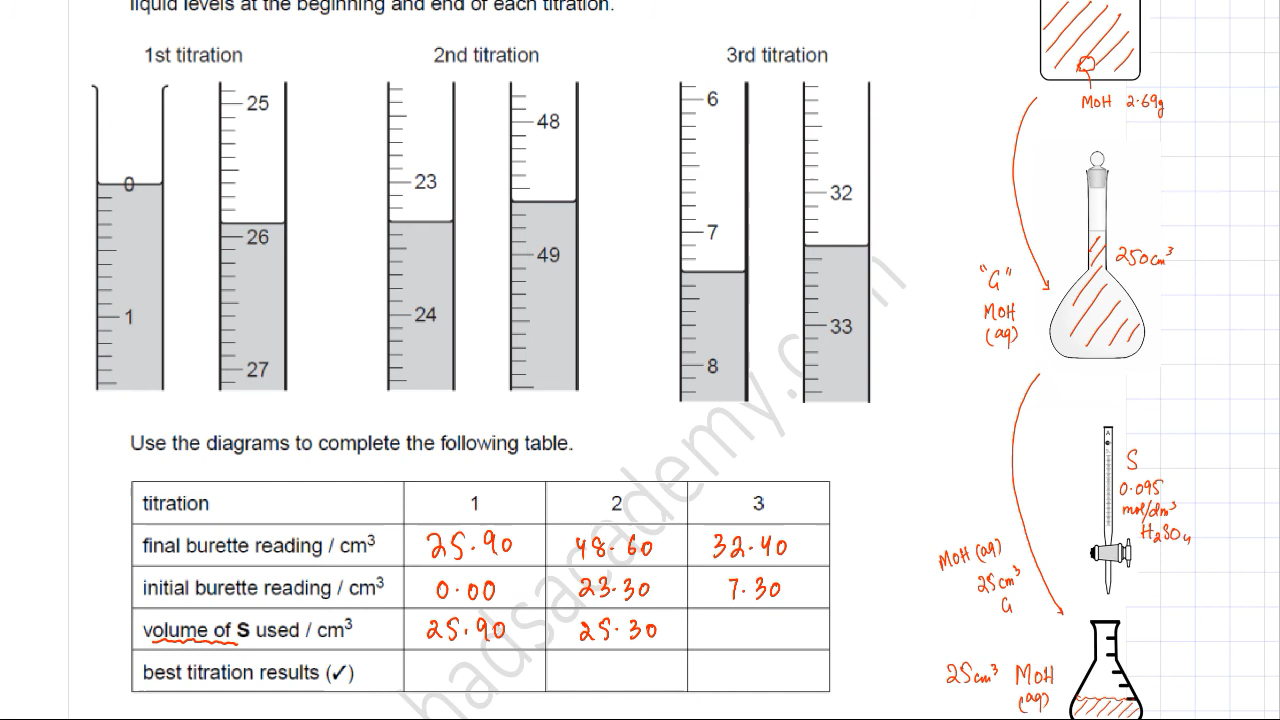 liquid levels at the beginning and end of each titration.
1st titration 2nd titration 3rd titration
0
1
25
26
27
23
24
48
49
6
7
8
32
33
Use the diagrams to complete the following table.
titration 1 2 3
final burette reading / cm³ 25.90 48.60 32.40
initial burette reading / cm³ 0.00 23.30 7.30
volume of S used / cm³ 25.90 25.30
best titration results (✓)
MOH 2.69g
250cm³
"G"
MOH
(aq)
S
0.095
mol/dm³
H₂SO₄
MOH (aq)
25cm³
G
25cm³ MOH
(aq)
hadsacademy.com